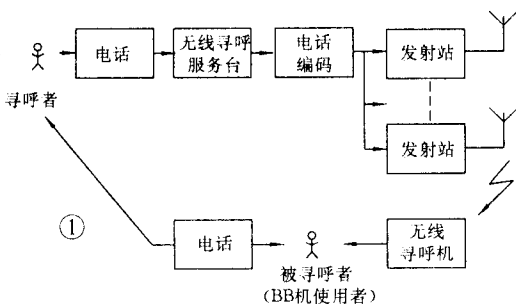 寻呼者
电话
无线寻呼
服务台
电话
编码
发射站
发射站
①
电话
被寻呼者
(BB机使用者)
无线
寻呼机